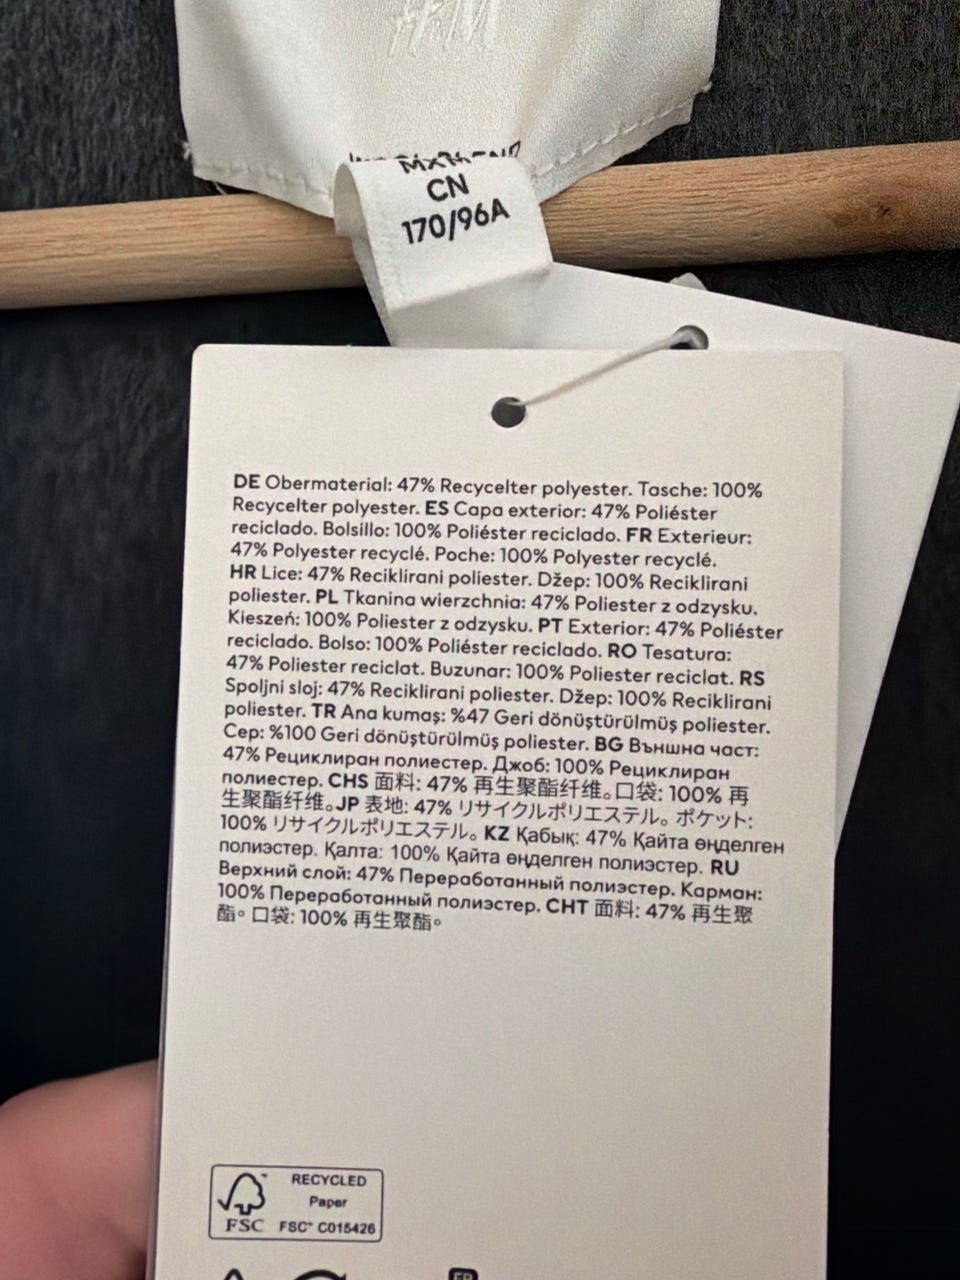 H&M
CN
170/96A
DE Obermaterial: 47% Recycelter polyester. Tasche: 100%
Recycelter polyester. ES Capa exterior: 47% Poliéster
reciclado. Bolsillo: 100% Poliéster reciclado. FR Exterieur:
47% Polyester recyclé. Poche: 100% Polyester recyclé.
HR Lice: 47% Reciklirani poliester. Džep: 100% Reciklirani
poliester. PL Tkanina wierzchnia: 47% Poliester z odzysku.
Kieszeń: 100% Poliester z odzysku. PT Exterior: 47% Poliéster
reciclado. Bolso: 100% Poliéster reciclado. RO Tesatura:
47% Poliester reciclat. Buzunar: 100% Poliester reciclat. RS
Spoljni sloj: 47% Reciklirani poliester. Džep: 100% Reciklirani
poliester. TR Ana kumaş: %47 Geri dönüştürülmüş poliester.
Cep: %100 Geri dönüştürülmüş poliester. BG Външна част:
47% Рециклиран полиестер. Джоб: 100% Рециклиран
полиестер. CHS 面料: 47% 再生聚酯纤维。口袋: 100% 再
生聚酯纤维。JP 表地: 47% リサイクルポリエステル。ポケット:
100% リサイクルポリエステル。KZ Қабық: 47% Қайта өңделген
полиэстер. Қалта: 100% Қайта өңделген полиэстер. RU
Верхний слой: 47% Переработанный полиэстер. Карман:
100% Переработанный полиэстер. CHT 面料: 47% 再生聚
酯。口袋: 100% 再生聚酯。
RECYCLED
Paper
FSC FSC™ C015426
FR